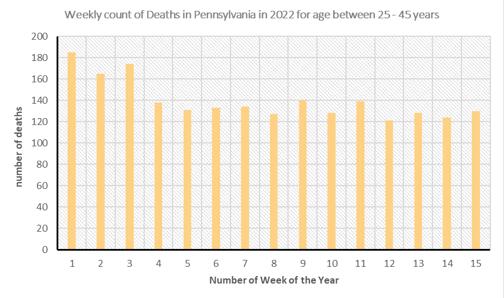 Weekly count of Deaths in Pennsylvania in 2022 for age between 25 - 45 years
200
180
160
140
120
100
80
60
40
20
0
number of deaths
1 2 3 4 5 6 7 8 9 10 11 12 13 14 15
Number of Week of the Year